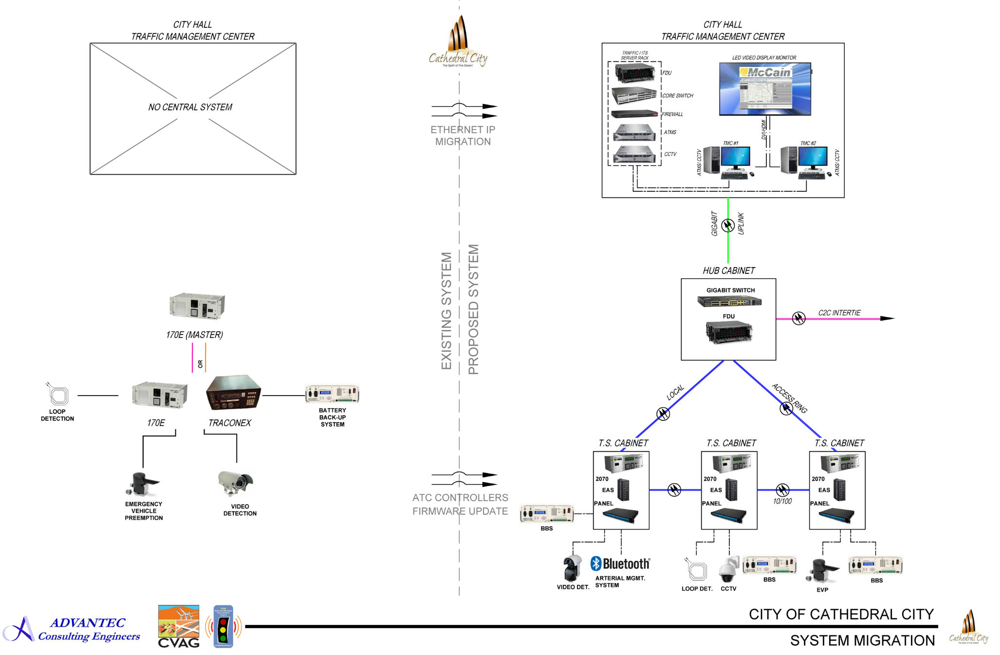 CITY HALL
TRAFFIC MANAGEMENT CENTER
NO CENTRAL SYSTEM
170E (MASTER)
OR
LOOP
DETECTION
170E
TRACONEX
BATTERY
BACK-UP
SYSTEM
EMERGENCY
VEHICLE
PREEMPTION
VIDEO
DETECTION
Cathedral City
The Spirit of the Desert
ETHERNET IP
MIGRATION
EXISTING SYSTEM
PROPOSED SYSTEM
ATC CONTROLLERS
FIRMWARE UPDATE
CITY HALL
TRAFFIC MANAGEMENT CENTER
TRAFFIC / ITS
SERVER RACK
FDU
CORE SWITCH
FIREWALL
ATMS
CCTV
LED VIDEO DISPLAY MONITOR
McCain
DVI-HDMI
TMC #1
TMC #2
ATMS/ CCTV
ATMS/ CCTV
GIGABIT
UPLINK
HUB CABINET
GIGABIT SWITCH
FDU
C2C INTERTIE
LOCAL
ACCESS RING
T.S. CABINET
T.S. CABINET
T.S. CABINET
2070
EAS
PANEL
2070
EAS
PANEL
2070
EAS
PANEL
10/100
BBS
VIDEO DET.
Bluetooth®
ARTERIAL MGMT.
SYSTEM
LOOP DET.
CCTV
BBS
EVP
BBS
ADVANTEC
Consulting Engineers
CVAG
CVAG
CITY OF CATHEDRAL CITY
SYSTEM MIGRATION
Cathedral City
The Spirit of the Desert